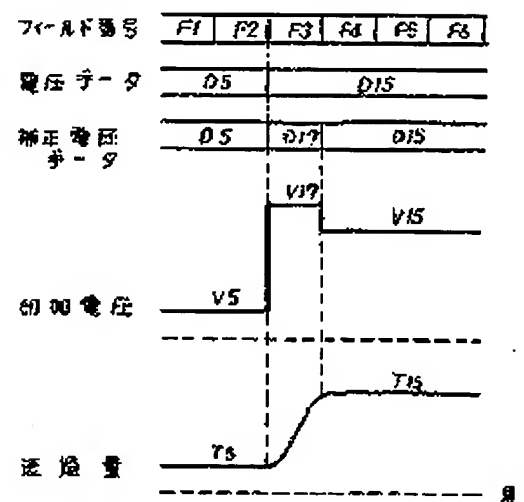 フィールド番号 F1 F2 F3 F4 F5 F6
電圧データ D5 D15
補正電圧 D5 D17 D15
データ
V17
V15
印加電圧 V5
T15
透過量 T5